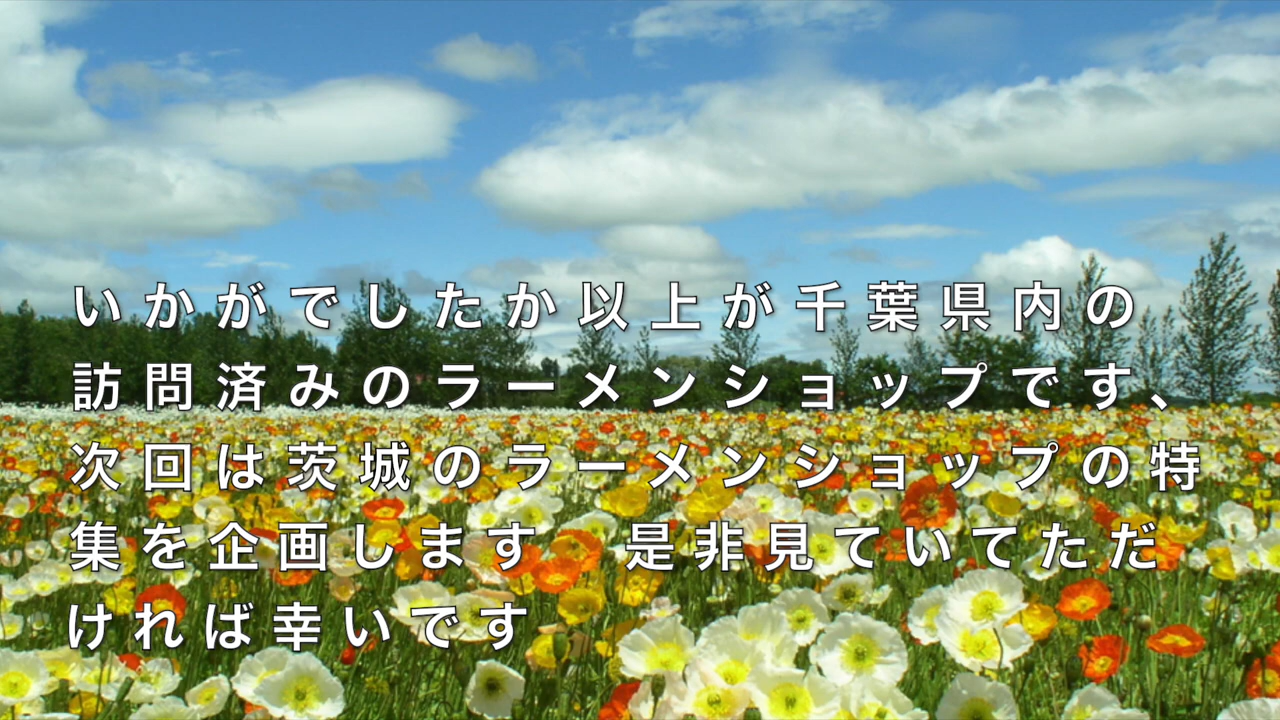 いかがでしたか以上が千葉県内の
訪問済みのラーメンショップです、
次回は茨城のラーメンショップの特
集を企画します　是非見ていてただ
ければ幸いです